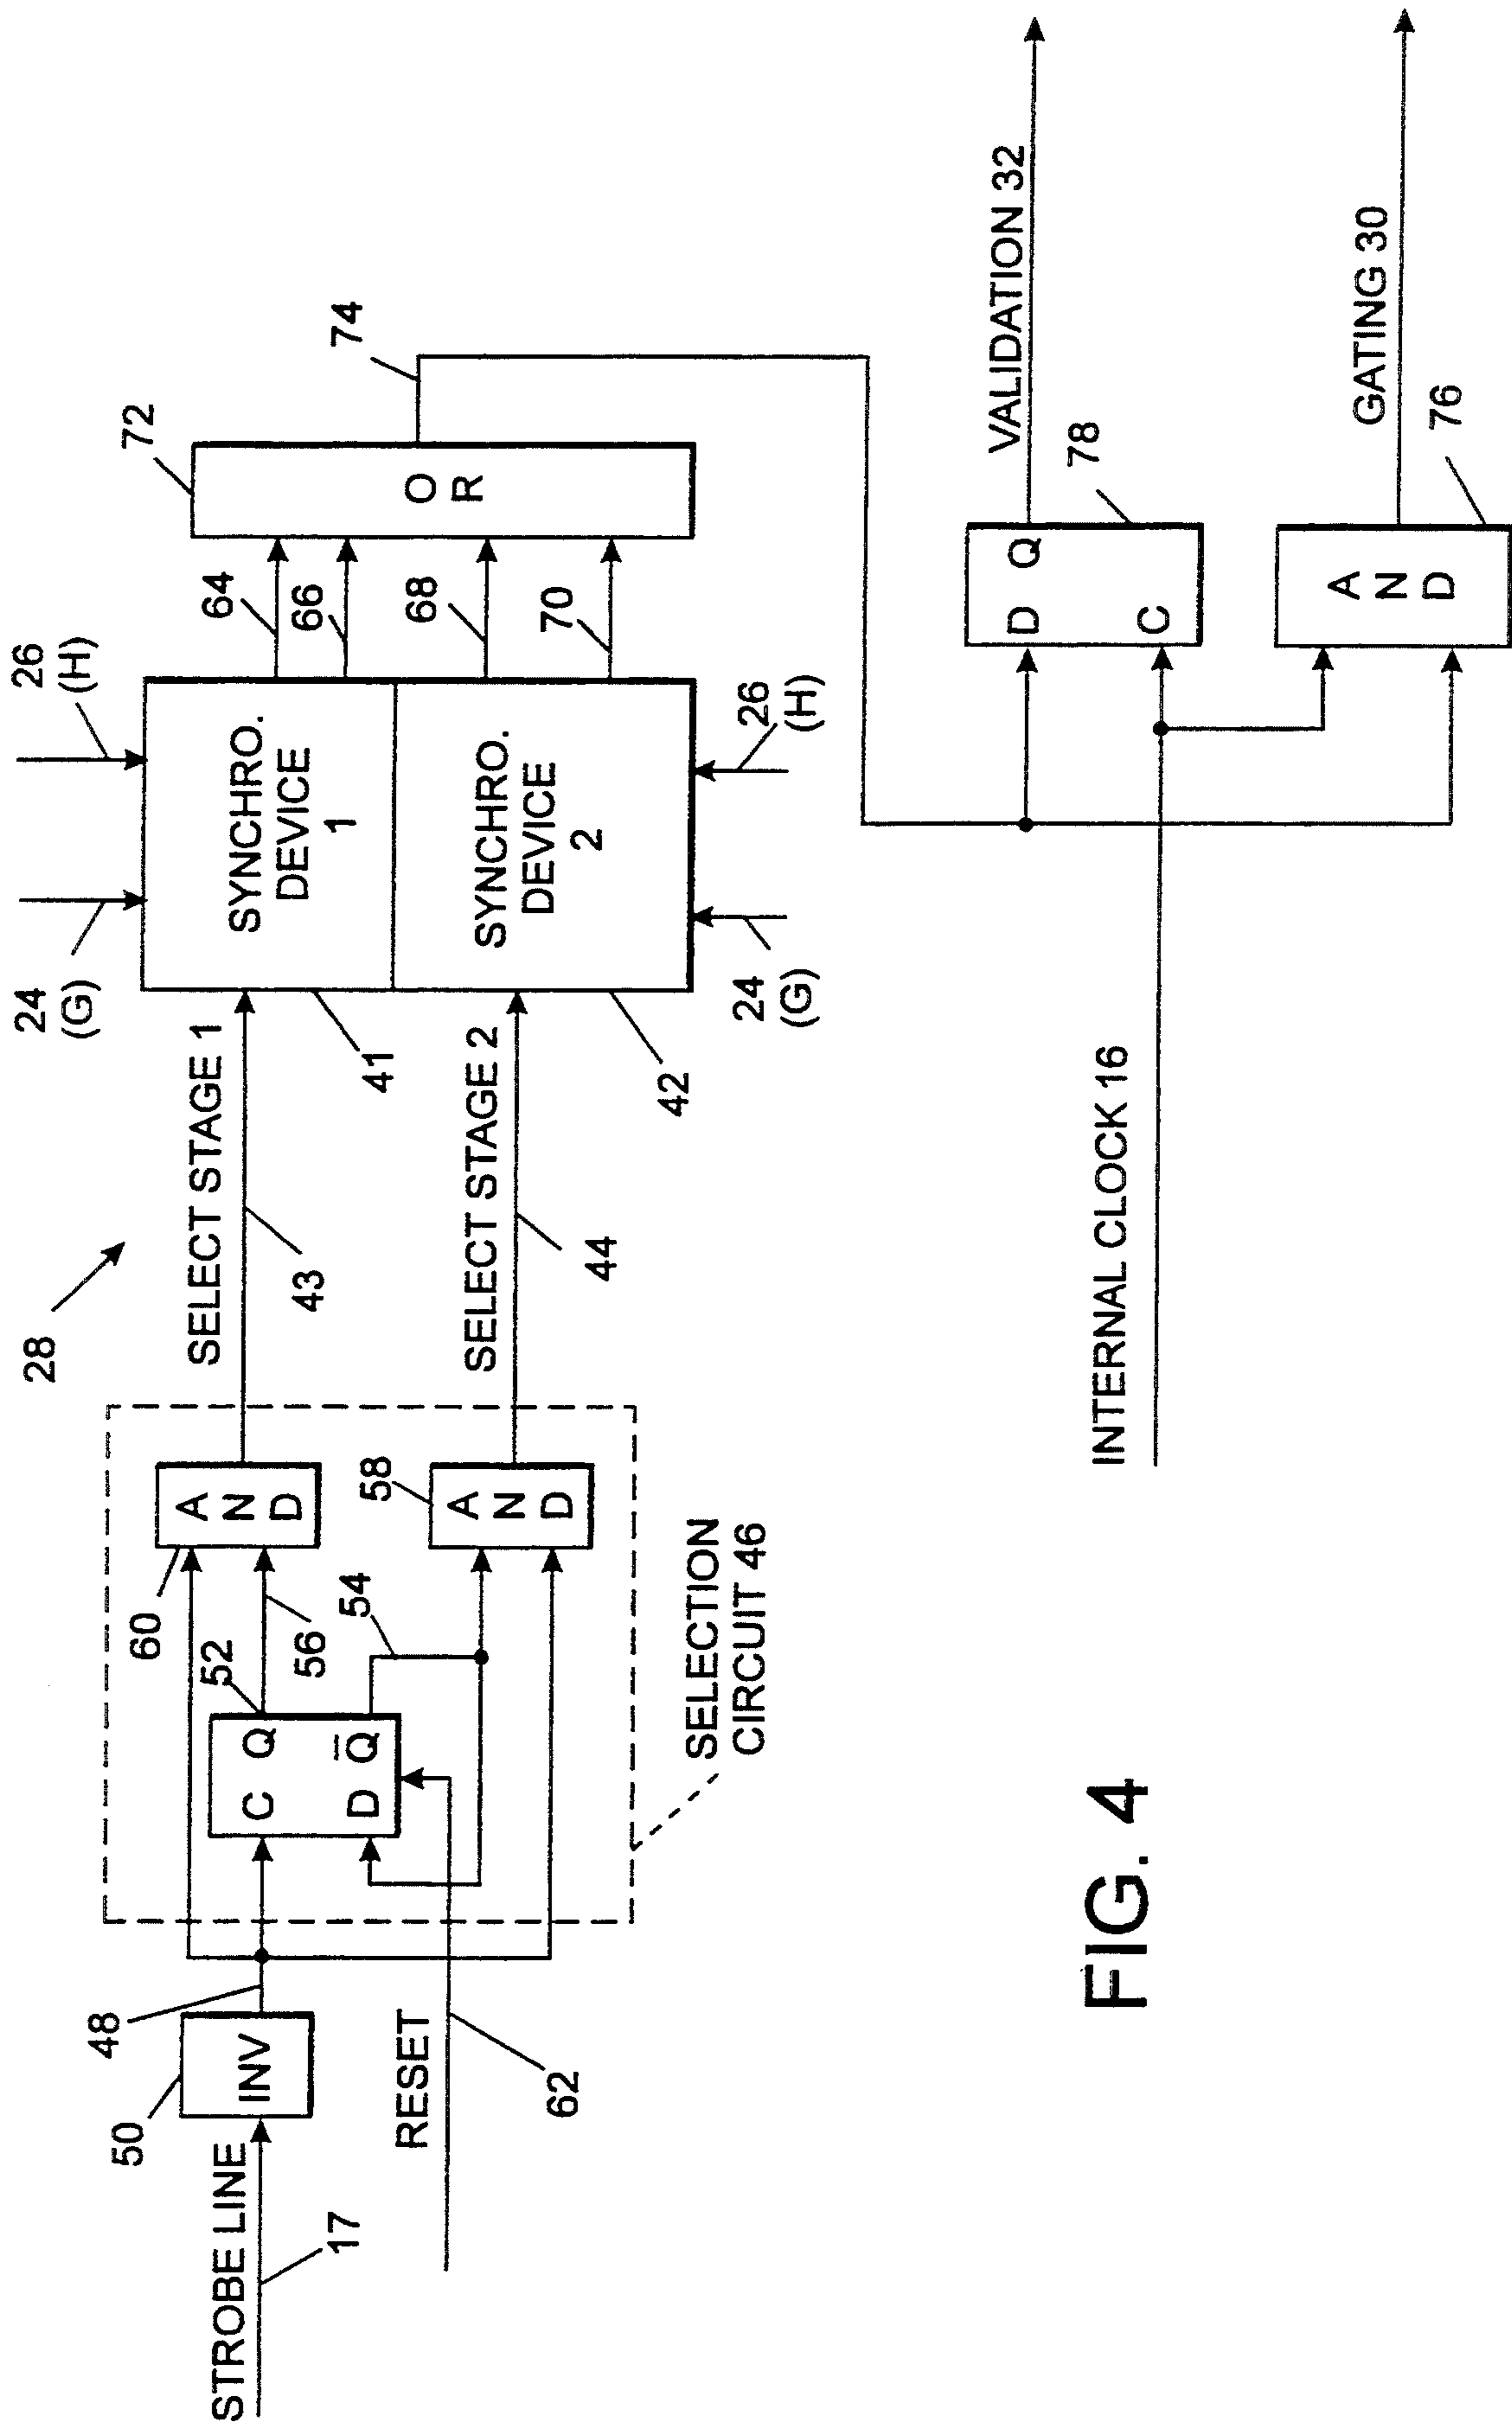 28
STROBE LINE
17
50
INV
48
RESET
62
C Q
D Q̅
52
56
54
60
AND
58
AND
SELECTION
CIRCUIT 46
SELECT STAGE 1
43
SELECT STAGE 2
44
24
(G)
26
(H)
SYNCHRO.
DEVICE
1
41
SYNCHRO.
DEVICE
2
42
24
(G)
26
(H)
64
66
68
70
72
OR
74
INTERNAL CLOCK 16
D Q
C
78
VALIDATION 32
AND
76
GATING 30
FIG. 4